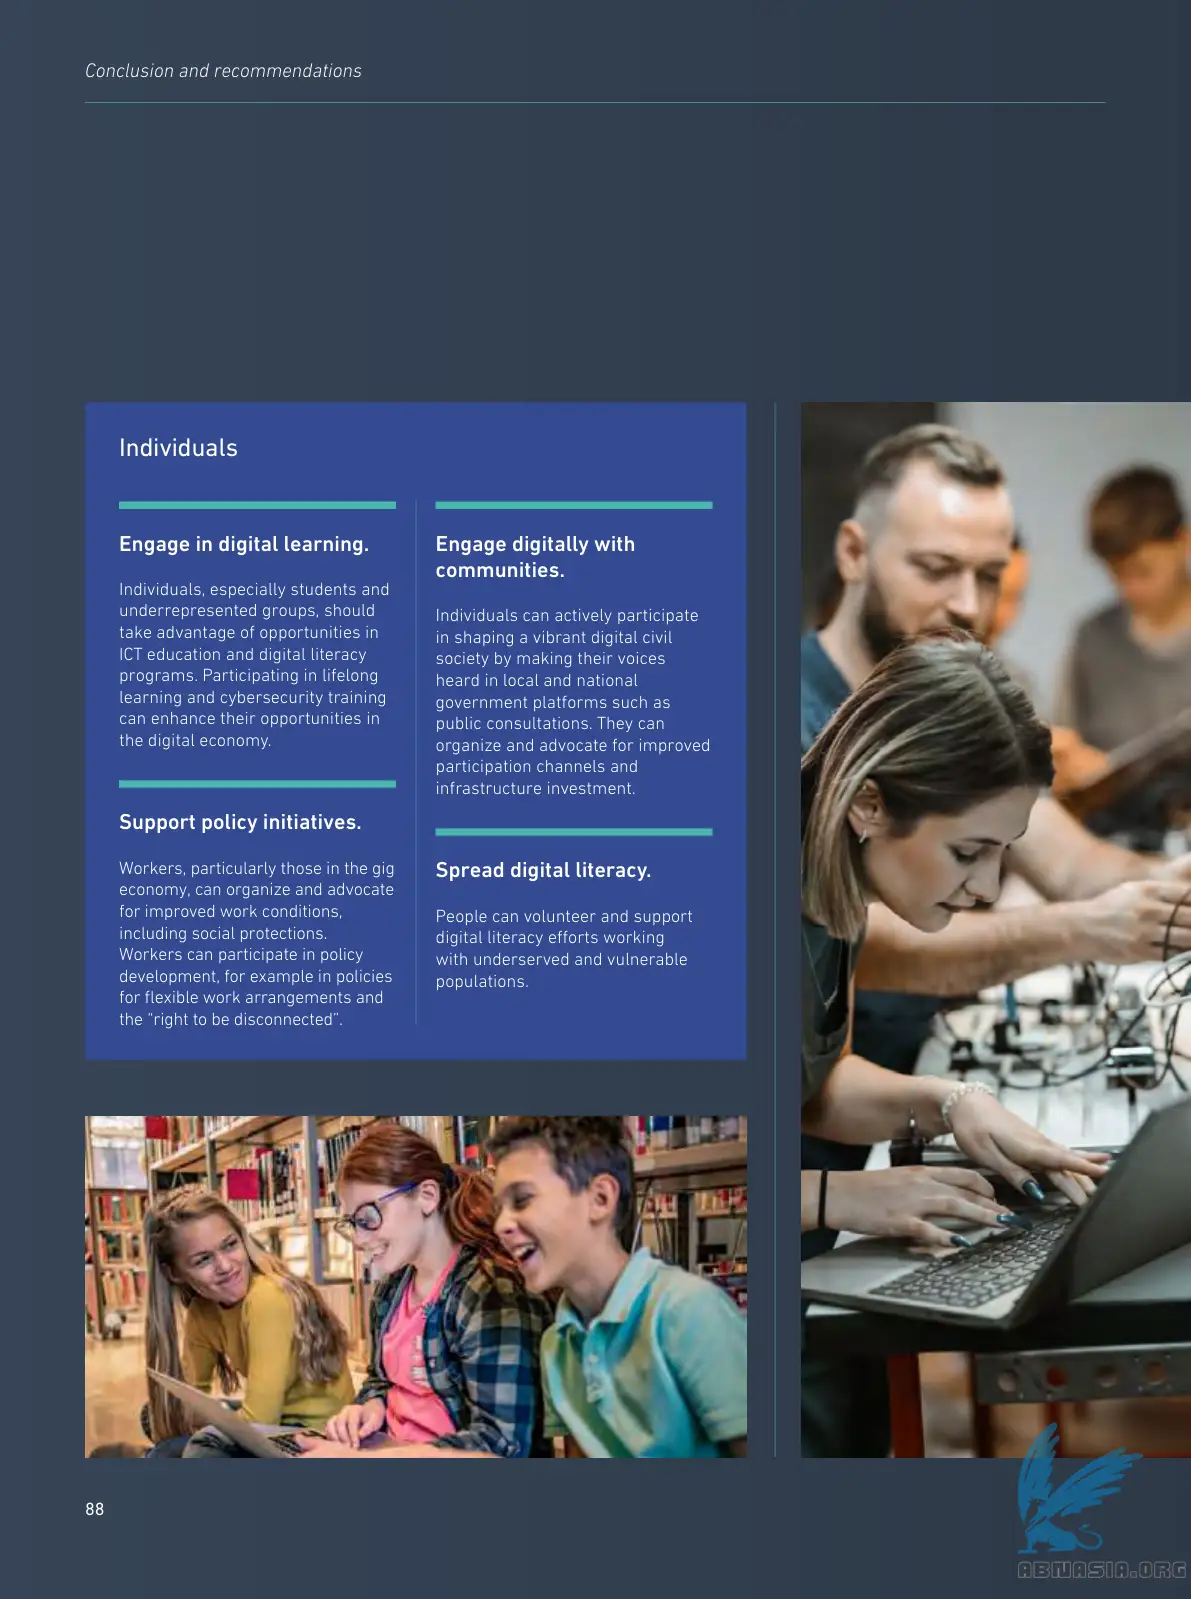 Conclusion and recommendations
Individuals
Engage in digital learning.
Individuals, especially students and
underrepresented groups, should
take advantage of opportunities in
ICT education and digital literacy
programs. Participating in lifelong
learning and cybersecurity training
can enhance their opportunities in
the digital economy.
Support policy initiatives.
Workers, particularly those in the gig
economy, can organize and advocate
for improved work conditions,
including social protections.
Workers can participate in policy
development, for example in policies
for flexible work arrangements and
the “right to be disconnected”.
Engage digitally with
communities.
Individuals can actively participate
in shaping a vibrant digital civil
society by making their voices
heard in local and national
government platforms such as
public consultations. They can
organize and advocate for improved
participation channels and
infrastructure investment.
Spread digital literacy.
People can volunteer and support
digital literacy efforts working
with underserved and vulnerable
populations.
88
ABNASIA.ORG